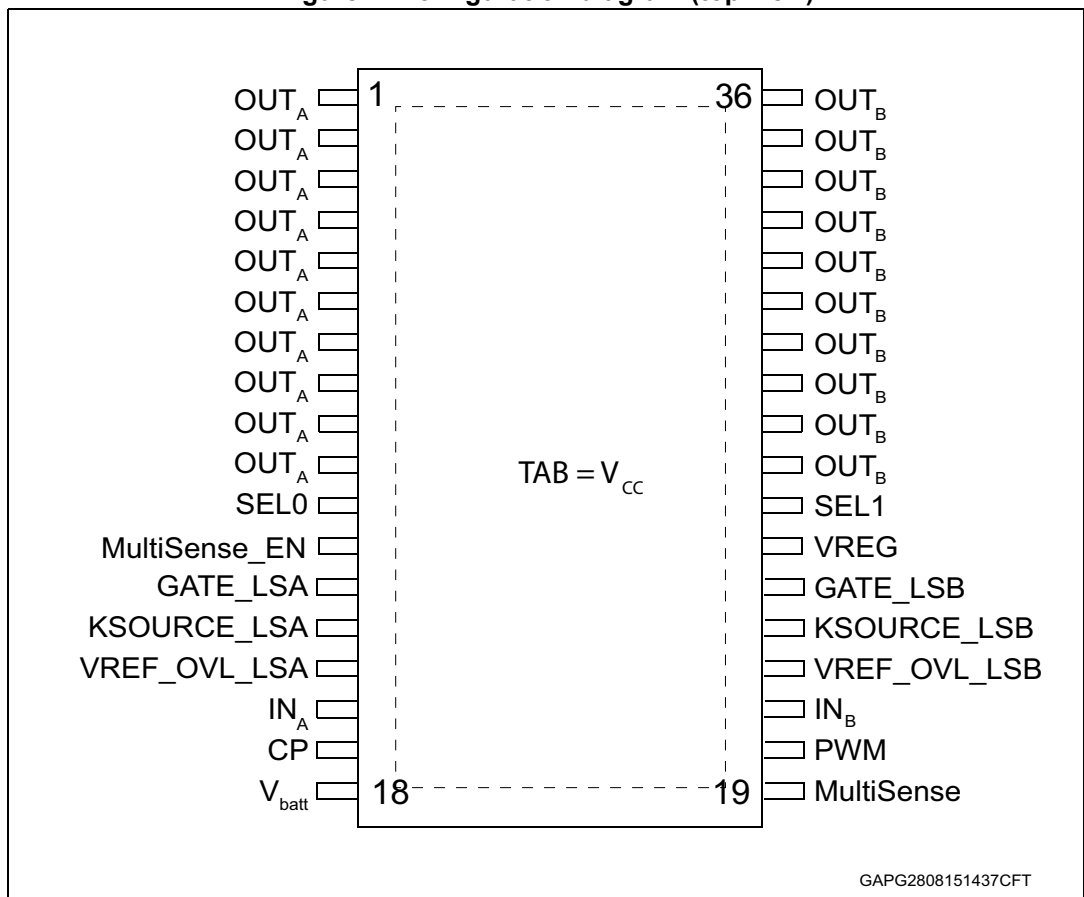 OUTA 1 36 OUTB
OUTA OUTB
OUTA OUTB
OUTA OUTB
OUTA OUTB
OUTA OUTB
OUTA OUTB
OUTA OUTB
OUTA OUTB
OUTA TAB = VCC OUTB
SEL0 SEL1
MultiSense_EN VREG
GATE_LSA GATE_LSB
KSOURCE_LSA KSOURCE_LSB
VREF_OVL_LSA VREF_OVL_LSB
INA INB
CP PWM
Vbatt 18 19 MultiSense
GAPG2808151437CFT